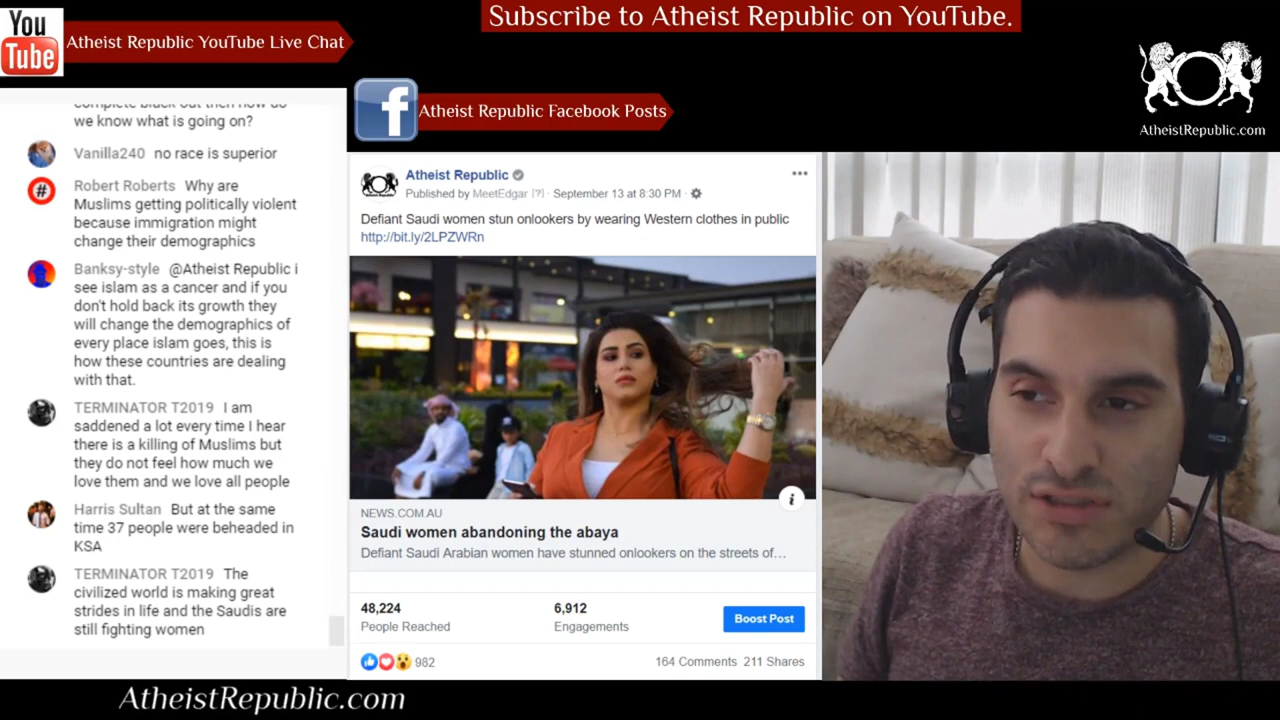 Subscribe to Atheist Republic on YouTube.
You
Tube
Atheist Republic YouTube Live Chat
Atheist Republic Facebook Posts
AtheistRepublic.com
complete black out then how do
we know what is going on?
Vanilla240 no race is superior
Robert Roberts Why are
Muslims getting politically violent
because immigration might
change their demographics
Banksy-style @Atheist Republic i
see islam as a cancer and if you
don't hold back its growth they
will change the demographics of
every place islam goes, this is
how these countries are dealing
with that.
TERMINATOR T2019 I am
saddened a lot every time I hear
there is a killing of Muslims but
they do not feel how much we
love them and we love all people
Harris Sultan But at the same
time 37 people were beheaded in
KSA
TERMINATOR T2019 The
civilized world is making great
strides in life and the Saudis are
still fighting women
Atheist Republic
Published by MeetEdgar [?] · September 13 at 8:30 PM ·
Defiant Saudi women stun onlookers by wearing Western clothes in public
http://bit.ly/2LPZWRn
NEWS.COM.AU
Saudi women abandoning the abaya
Defiant Saudi Arabian women have stunned onlookers on the streets of…
48,224
People Reached
6,912
Engagements
Boost Post
982
164 Comments 211 Shares
AtheistRepublic.com